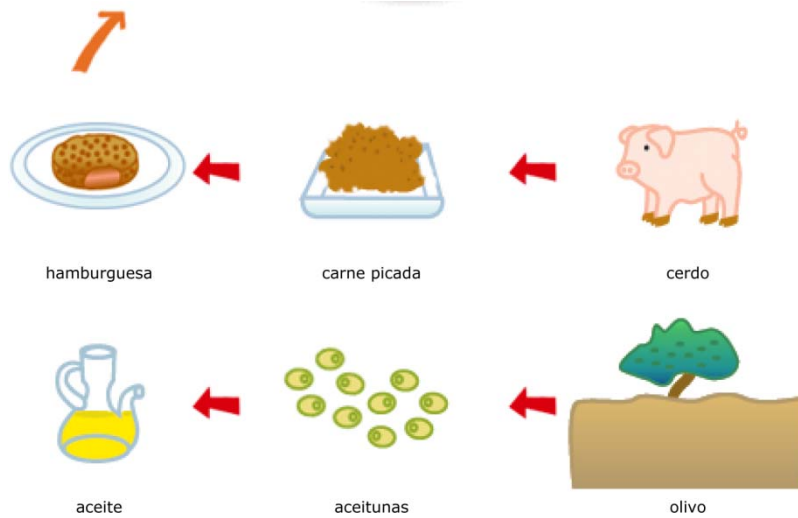 hamburguesa
carne picada
cerdo
aceite
aceitunas
olivo